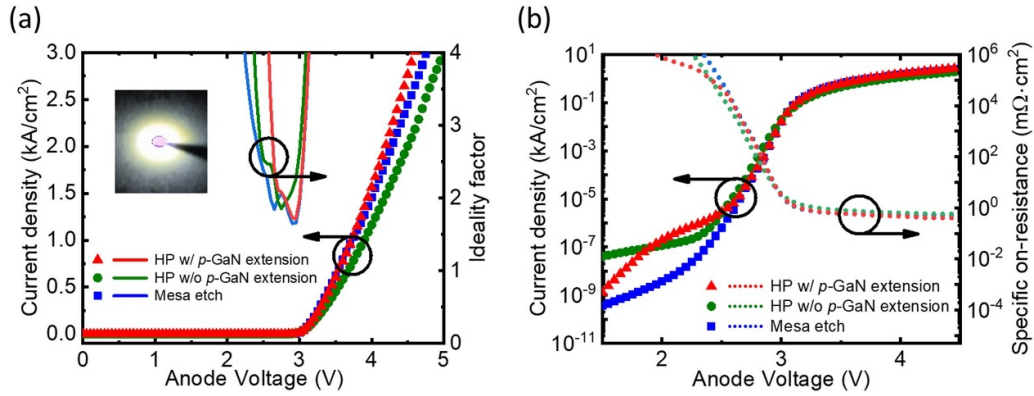 (a)
Current density (kA/cm²)
3.0
2.5
2.0
1.5
1.0
0.5
0.0
HP w/ p-GaN extension
HP w/o p-GaN extension
Mesa etch
4
3
2
1
0
Ideality factor
0 1 2 3 4 5
Anode Voltage (V)
(b)
Current density (kA/cm²)
10¹
10⁻¹
10⁻³
10⁻⁵
10⁻⁷
10⁻⁹
10⁻¹¹
HP w/ p-GaN extension
HP w/o p-GaN extension
Mesa etch
10⁶
10⁴
10²
10⁰
10⁻²
10⁻⁴
Specific on-resistance (mΩ·cm²)
2 3 4
Anode Voltage (V)